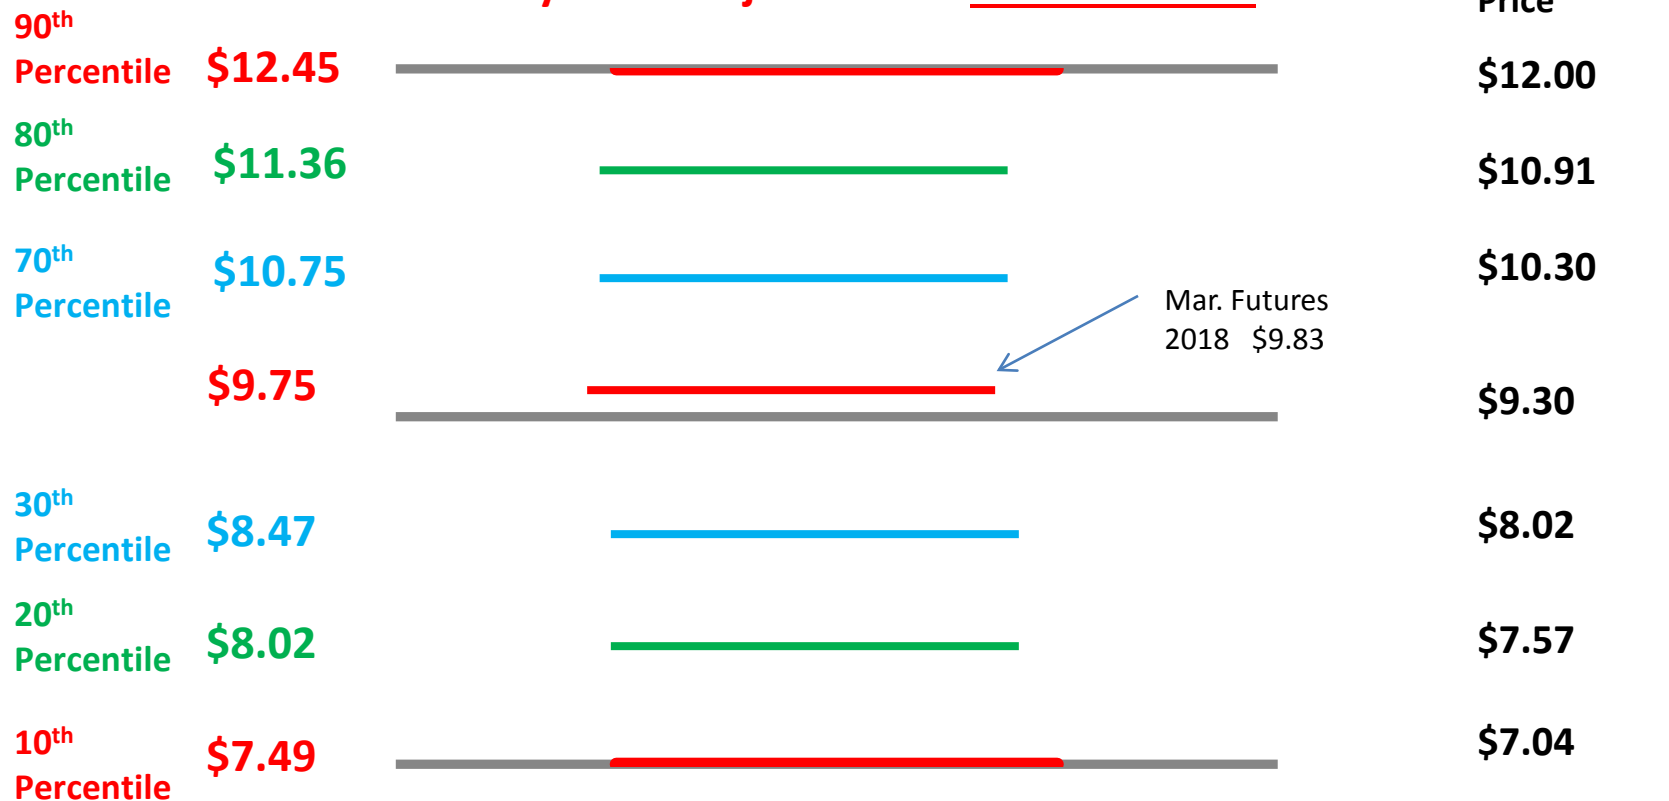 Price
90th
Percentile $12.45 $12.00
80th
Percentile $11.36 $10.91
70th
Percentile $10.75 $10.30
Mar. Futures
2018 $9.83
$9.75 $9.30
30th
Percentile $8.47 $8.02
20th
Percentile $8.02 $7.57
10th
Percentile $7.49 $7.04